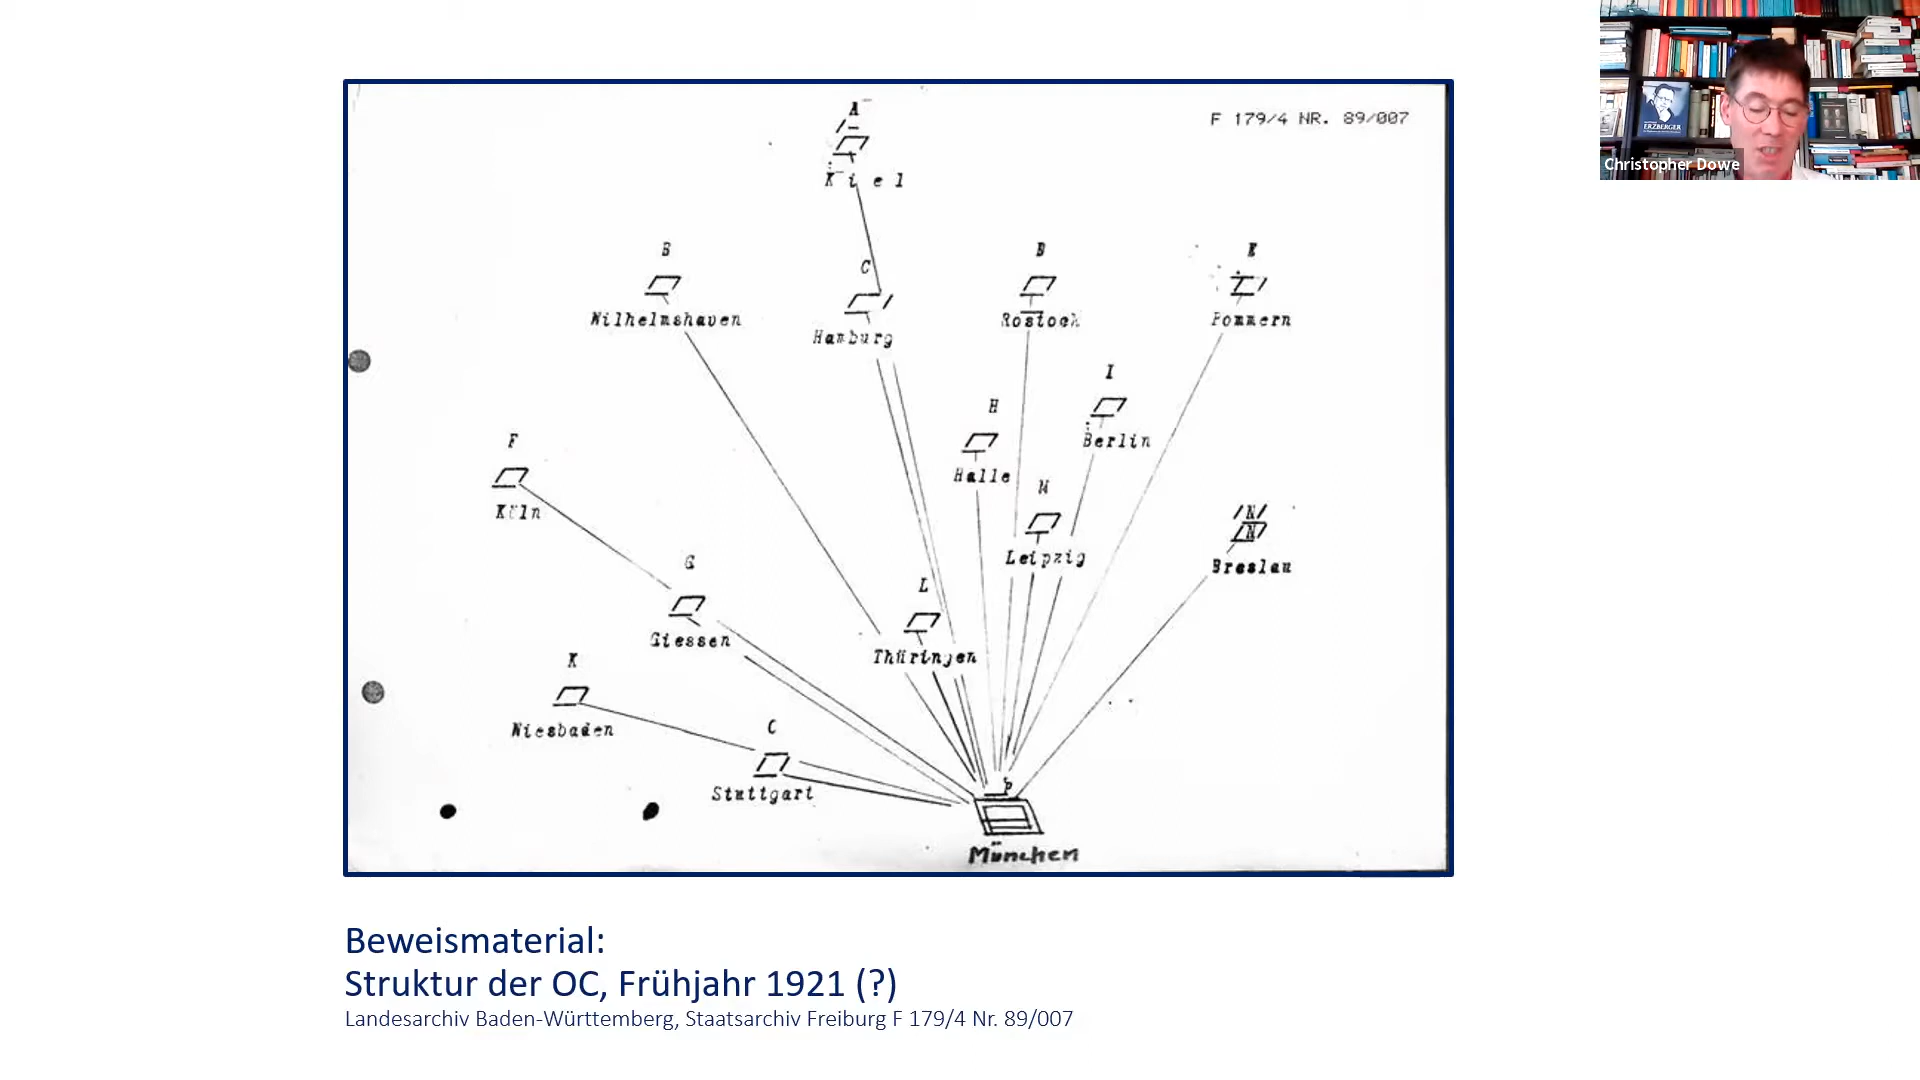 F 179/4 NR. 89/007
A
Kiel
B
Wilhelmshaven
C
Hamburg
B
Rostock
E
Pommern
I
Berlin
H
Halle
M
Leipzig
F
Köln
N
N
Breslau
G
Giessen
L
Thüringen
K
Wiesbaden
C
Stuttgart
P
München
Beweismaterial:
Struktur der OC, Frühjahr 1921 (?)
Landesarchiv Baden-Württemberg, Staatsarchiv Freiburg F 179/4 Nr. 89/007
ERZBERGER
Christopher Dowe